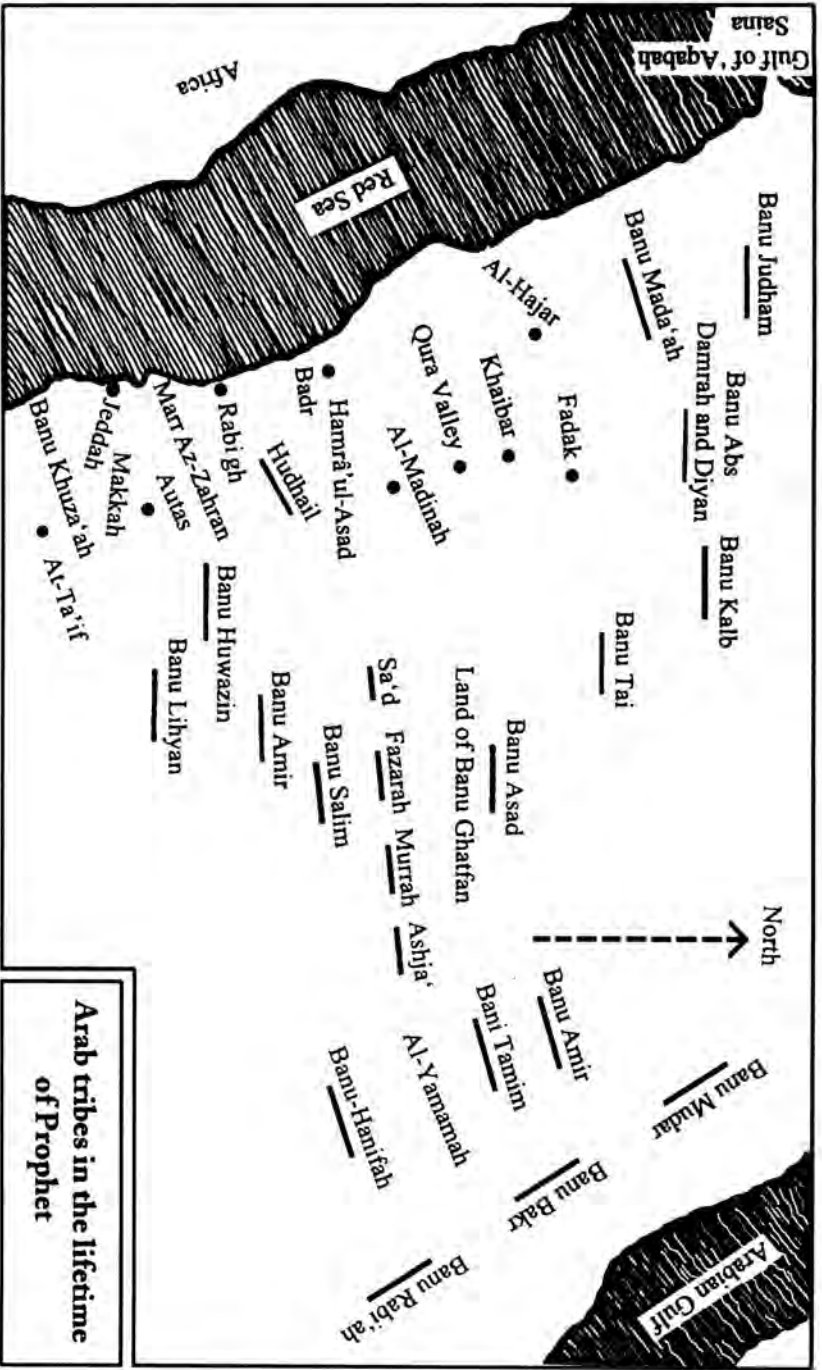 Saina
Gulf of 'Aqabah
Africa
Red Sea
Banu Judham
Banu Mada'ah
Banu Abs
Damrah and Diyan
Banu Kalb
Al-Hajar
Fadak
Khaibar
Qura Valley
Al-Madinah
Hamrâ'ul-Asad
Badr
Hudhail
Rabigh
Marr Az-Zahran
Autas
Makkah
Jeddah
Banu Khuza'ah
At-Ta'if
Banu Tai
Banu Asad
Land of Banu Ghatfan
Sa'd
Fazarah
Murrah
Ashja'
Banu Salim
Banu Amir
Banu Huwazin
Banu Lihyan
North
Banu Mudar
Banu Amir
Bani Tamim
Al-Yamamah
Banu-Hanifah
Banu Bakr
Banu Rabi'ah
Arabian Gulf
Arab tribes in the lifetime
of Prophet